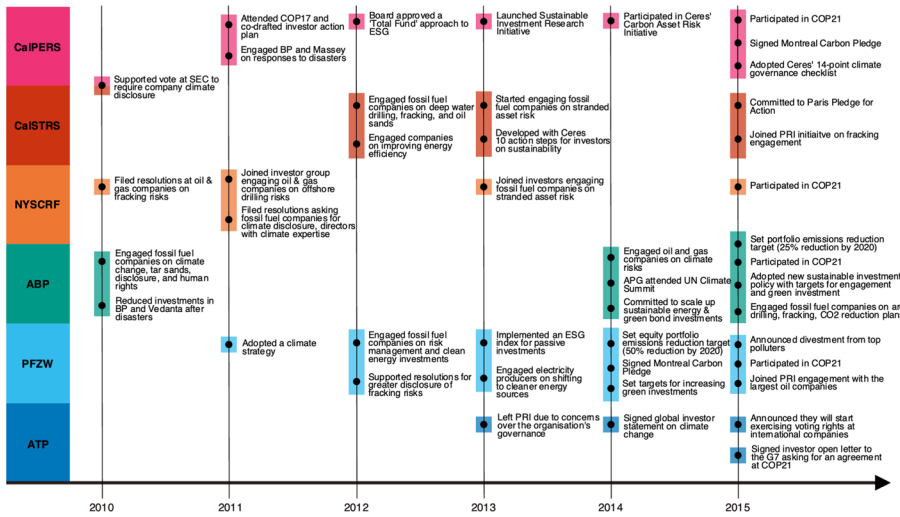 CalPERS
Attended COP17 and
co-drafted investor action
plan
Engaged BP and Massey
on responses to disasters
Board approved a
'Total Fund' approach to
ESG
Launched Sustainable
Investment Research
Initiative
Participated in Ceres'
Carbon Asset Risk
Initiative
Participated in COP21
Signed Montreal Carbon Pledge
Adopted Ceres' 14-point climate
governance checklist
Supported vote at SEC to
require company climate
disclosure
CalSTRS
Engaged fossil fuel
companies on deep water
drilling, fracking, and oil
sands
Engaged companies
on improving energy
efficiency
Started engaging fossil
fuel companies on stranded
asset risk
Developed with Ceres
10 action steps for investors
on sustainability
Committed to Paris Pledge for
Action
Joined PRI initiaitve on fracking
engagement
NYSCRF
Filed resolutions at oil &
gas companies on
fracking risks
Joined investor group
engaging oil & gas
companies on offshore
drilling risks
Filed resolutions asking
fossil fuel companies for
climate disclosure, directors
with climate expertise
Joined investors engaging
fossil fuel companies on
stranded asset risk
Participated in COP21
ABP
Engaged fossil fuel
companies on climate
change, tar sands,
disclosure, and human
rights
Reduced investments in
BP and Vedanta after
disasters
Engaged oil and gas
companies on climate
risks
APG attended UN Climate
Summit
Committed to scale up
sustainable energy &
green bond investments
Set portfolio emissions reduction
target (25% reduction by 2020)
Participated in COP21
Adopted new sustainable investment
policy with targets for engagement
and green investment
Engaged fossil fuel companies on ar
drilling, fracking, CO2 reduction plan
PFZW
Adopted a climate
strategy
Engaged fossil fuel
companies on risk
management and clean
energy investments
Supported resolutions for
greater disclosure of
fracking risks
Implemented an ESG
index for passive
investments
Engaged electricity
producers on shifting
to cleaner energy
sources
Set equity portfolio
emissions reduction target
(50% reduction by 2020)
Signed Montreal Carbon
Pledge
Set targets for increasing
green investments
Announced divestment from top
polluters
Participated in COP21
Joined PRI engagement with the
largest oil companies
ATP
Left PRI due to concerns
over the organisation's
governance
Signed global investor
statement on climate
change
Announced they will start
exercising voting rights at
international companies
Signed investor open letter to
the G7 asking for an agreement
at COP21
2010
2011
2012
2013
2014
2015